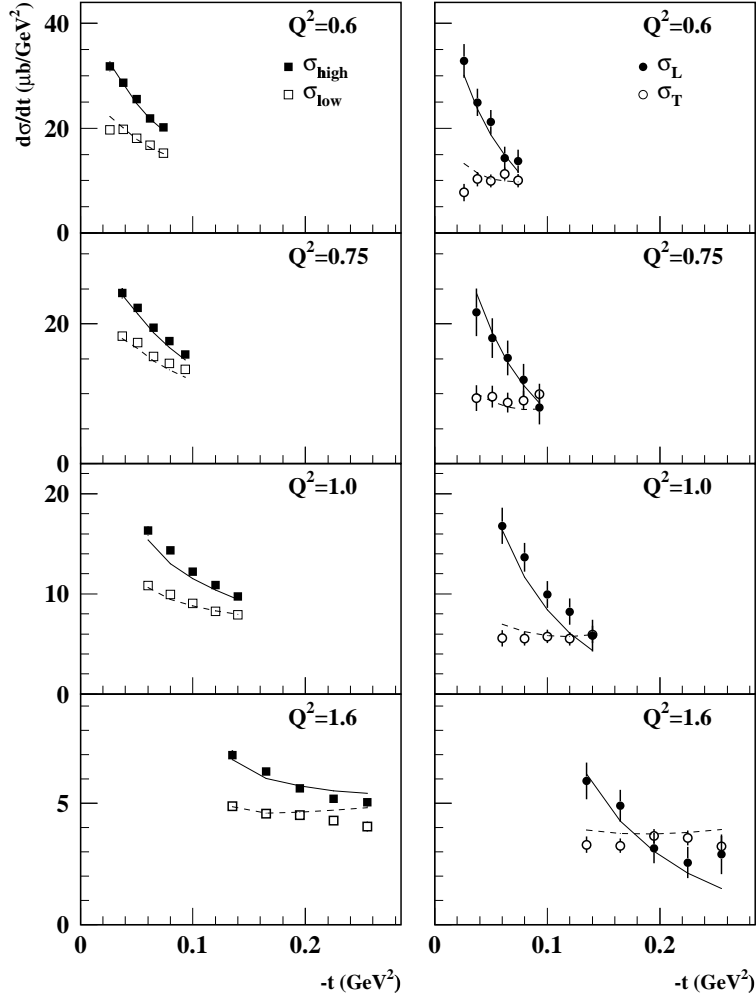 dσ/dt (μb/GeV²)
40
20
0
20
0
20
10
0
5
0
Q²=0.6
σhigh
σlow
Q²=0.75
Q²=1.0
Q²=1.6
0
0.1
0.2
-t (GeV²)
Q²=0.6
σL
σT
Q²=0.75
Q²=1.0
Q²=1.6
0
0.1
0.2
-t (GeV²)